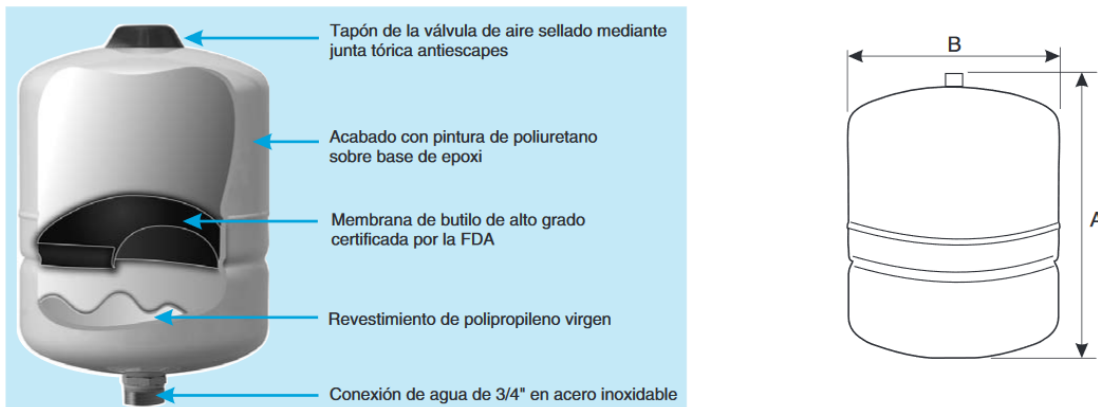 Tapón de la válvula de aire sellado mediante
junta tórica antiescapes
Acabado con pintura de poliuretano
sobre base de epoxi
Membrana de butilo de alto grado
certificada por la FDA
Revestimiento de polipropileno virgen
Conexión de agua de 3/4" en acero inoxidable
B
A